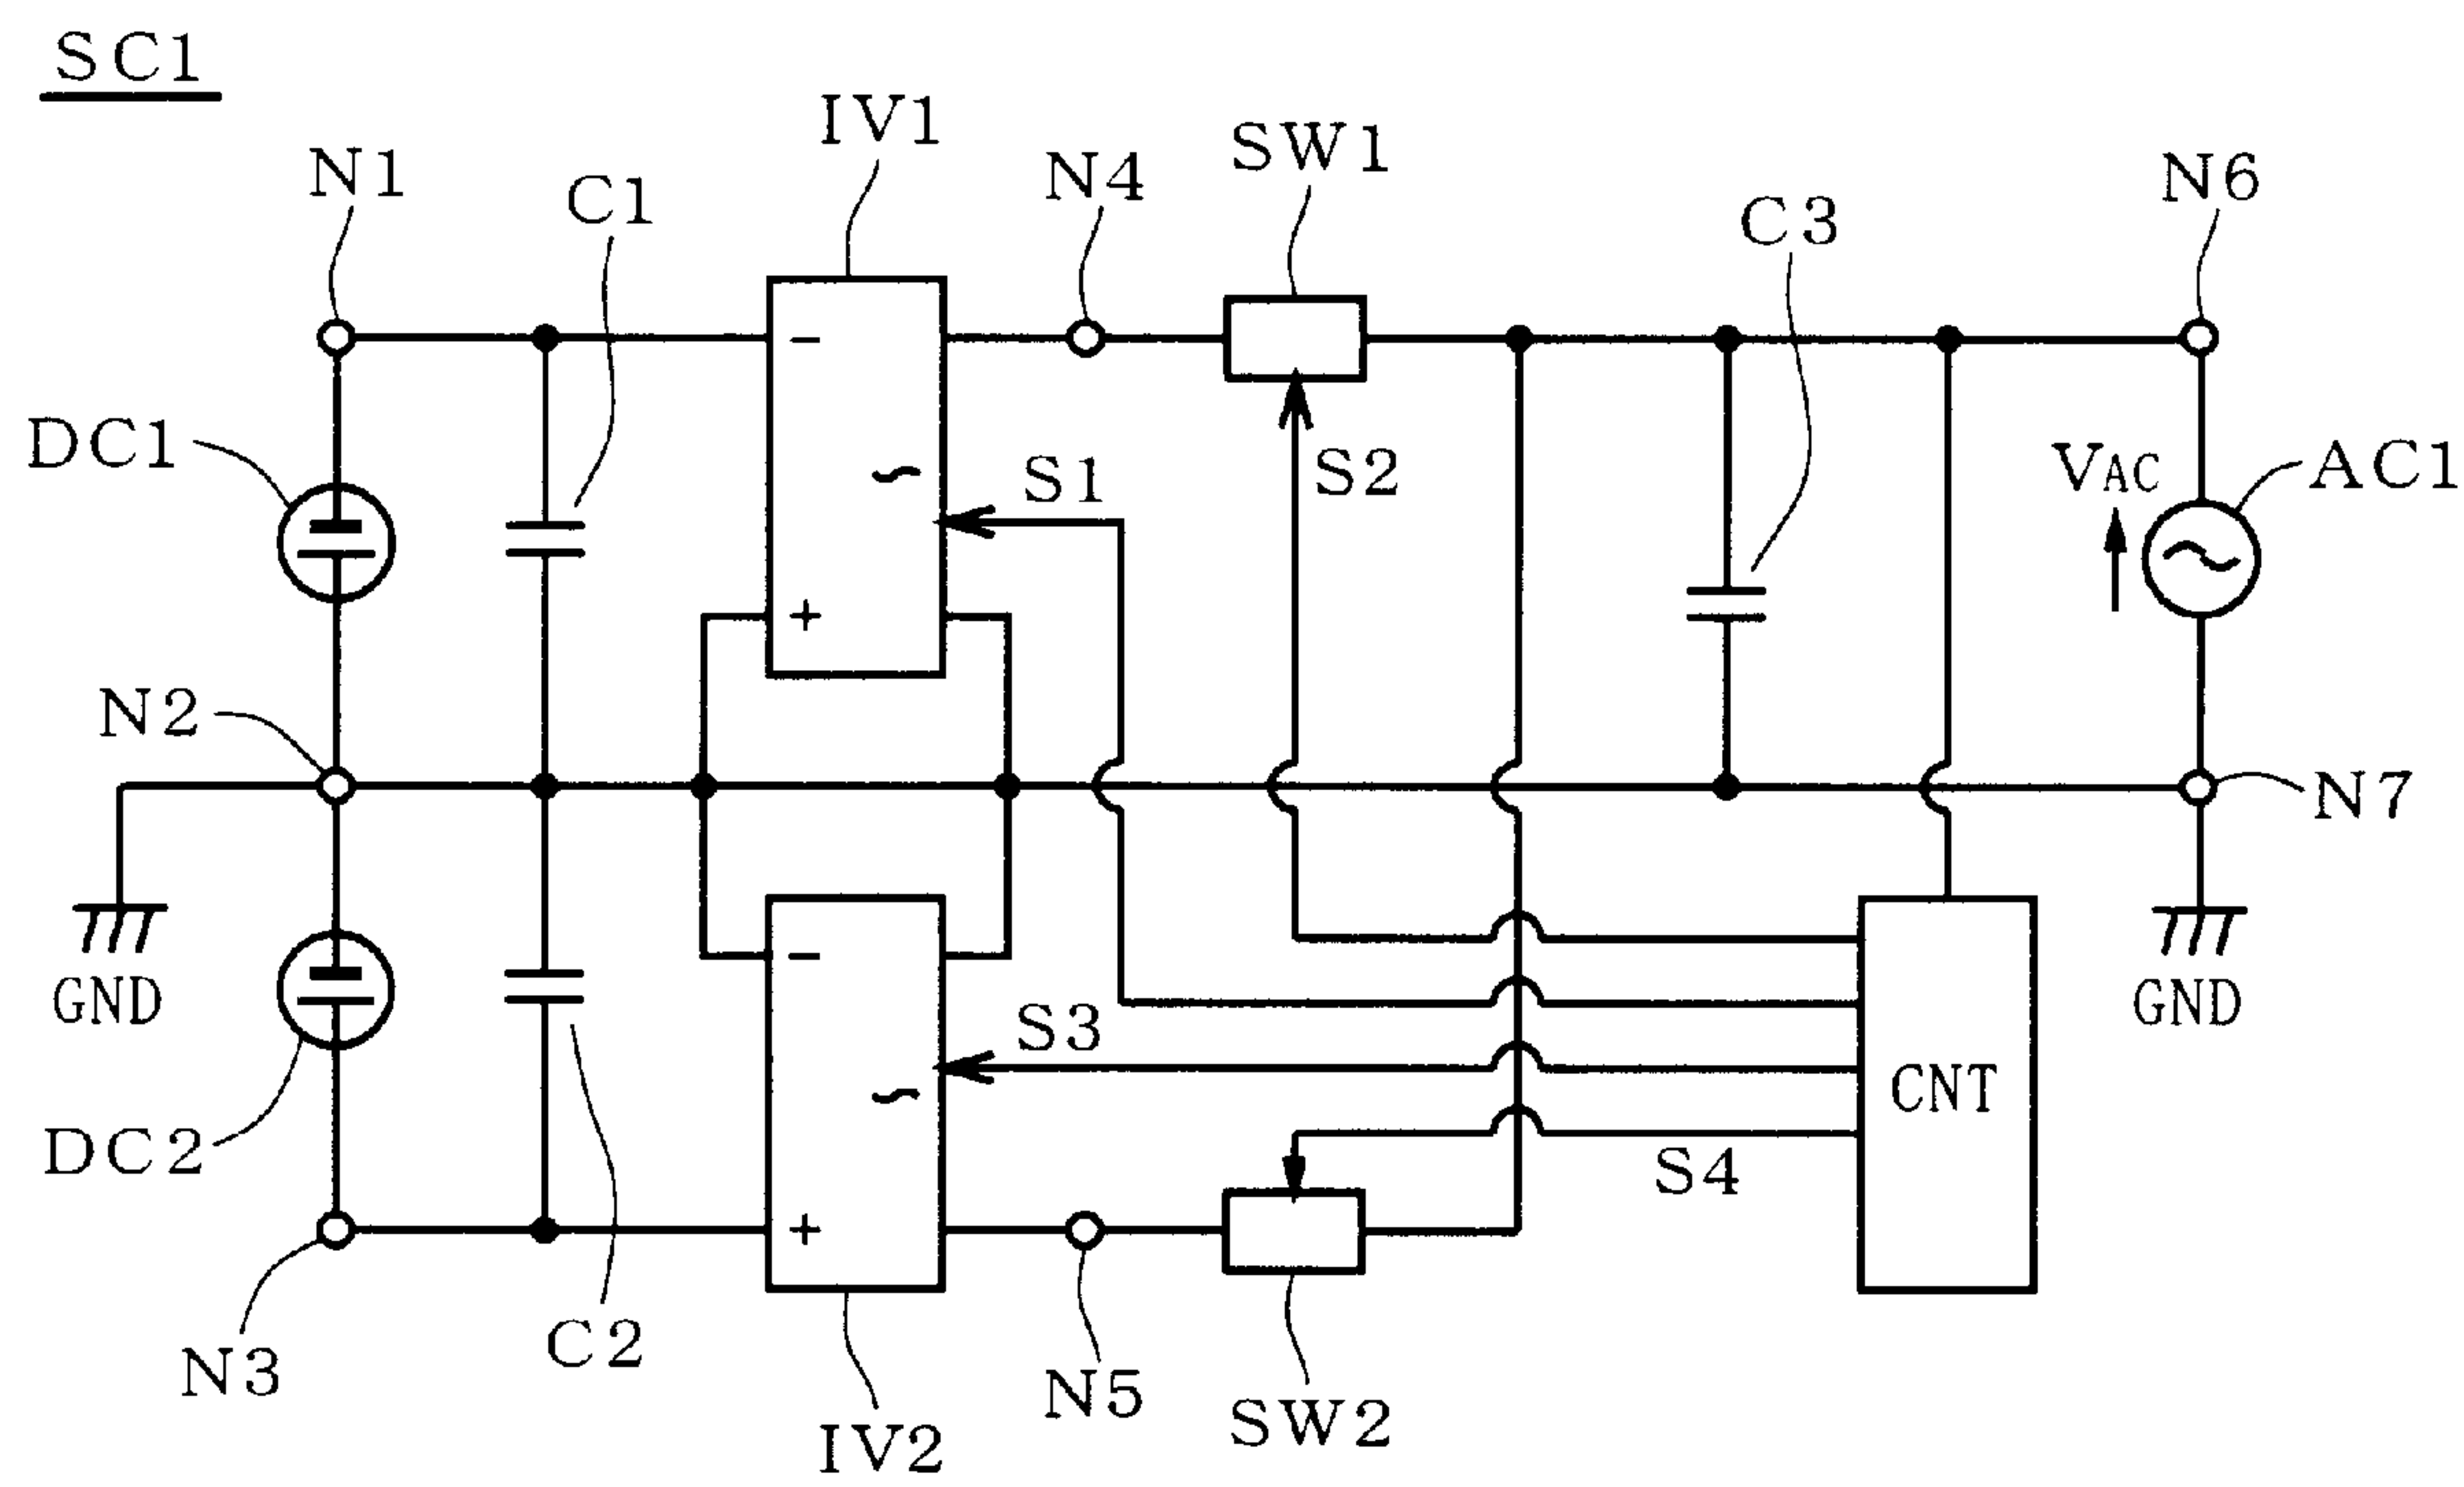 SC1
IV1
SW1
N1
C1
N4
N6
C3
-
DC1
S1
S2
VAC
AC1
~
~
+
N2
N7
-
GND
GND
S3
CNT
~
DC2
S4
+
N3
C2
N5
IV2
SW2